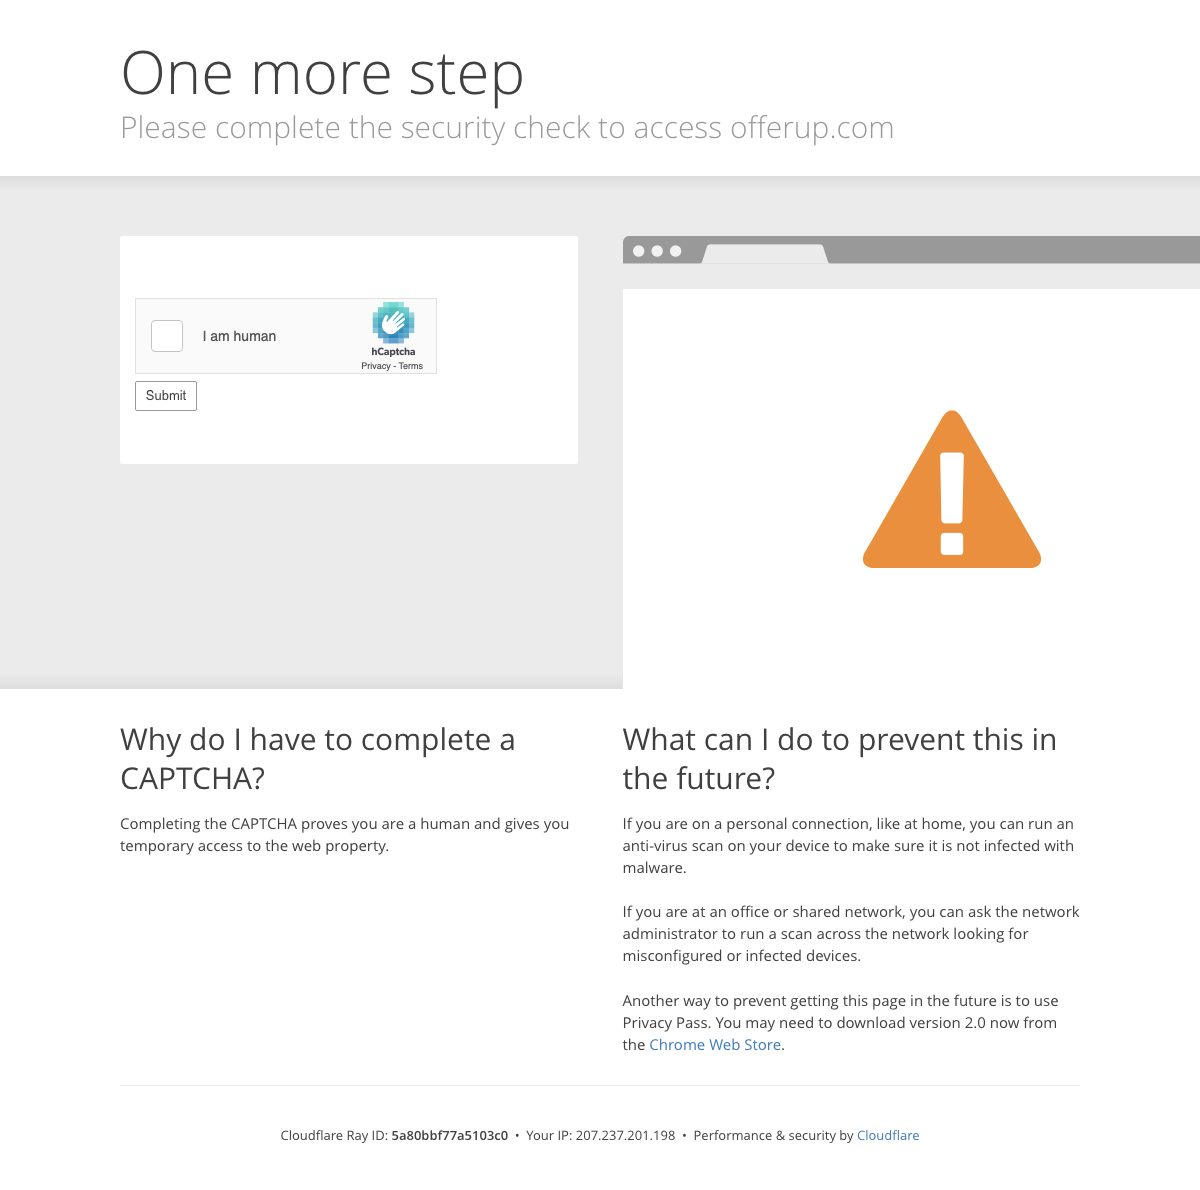 One more step
Please complete the security check to access offerup.com
I am human
hCaptcha
Privacy - Terms
Submit
Why do I have to complete a
CAPTCHA?
Completing the CAPTCHA proves you are a human and gives you
temporary access to the web property.
What can I do to prevent this in
the future?
If you are on a personal connection, like at home, you can run an
anti-virus scan on your device to make sure it is not infected with
malware.
If you are at an office or shared network, you can ask the network
administrator to run a scan across the network looking for
misconfigured or infected devices.
Another way to prevent getting this page in the future is to use
Privacy Pass. You may need to download version 2.0 now from
the Chrome Web Store.
Cloudflare Ray ID: 5a80bbf77a5103c0 • Your IP: 207.237.201.198 • Performance & security by Cloudflare